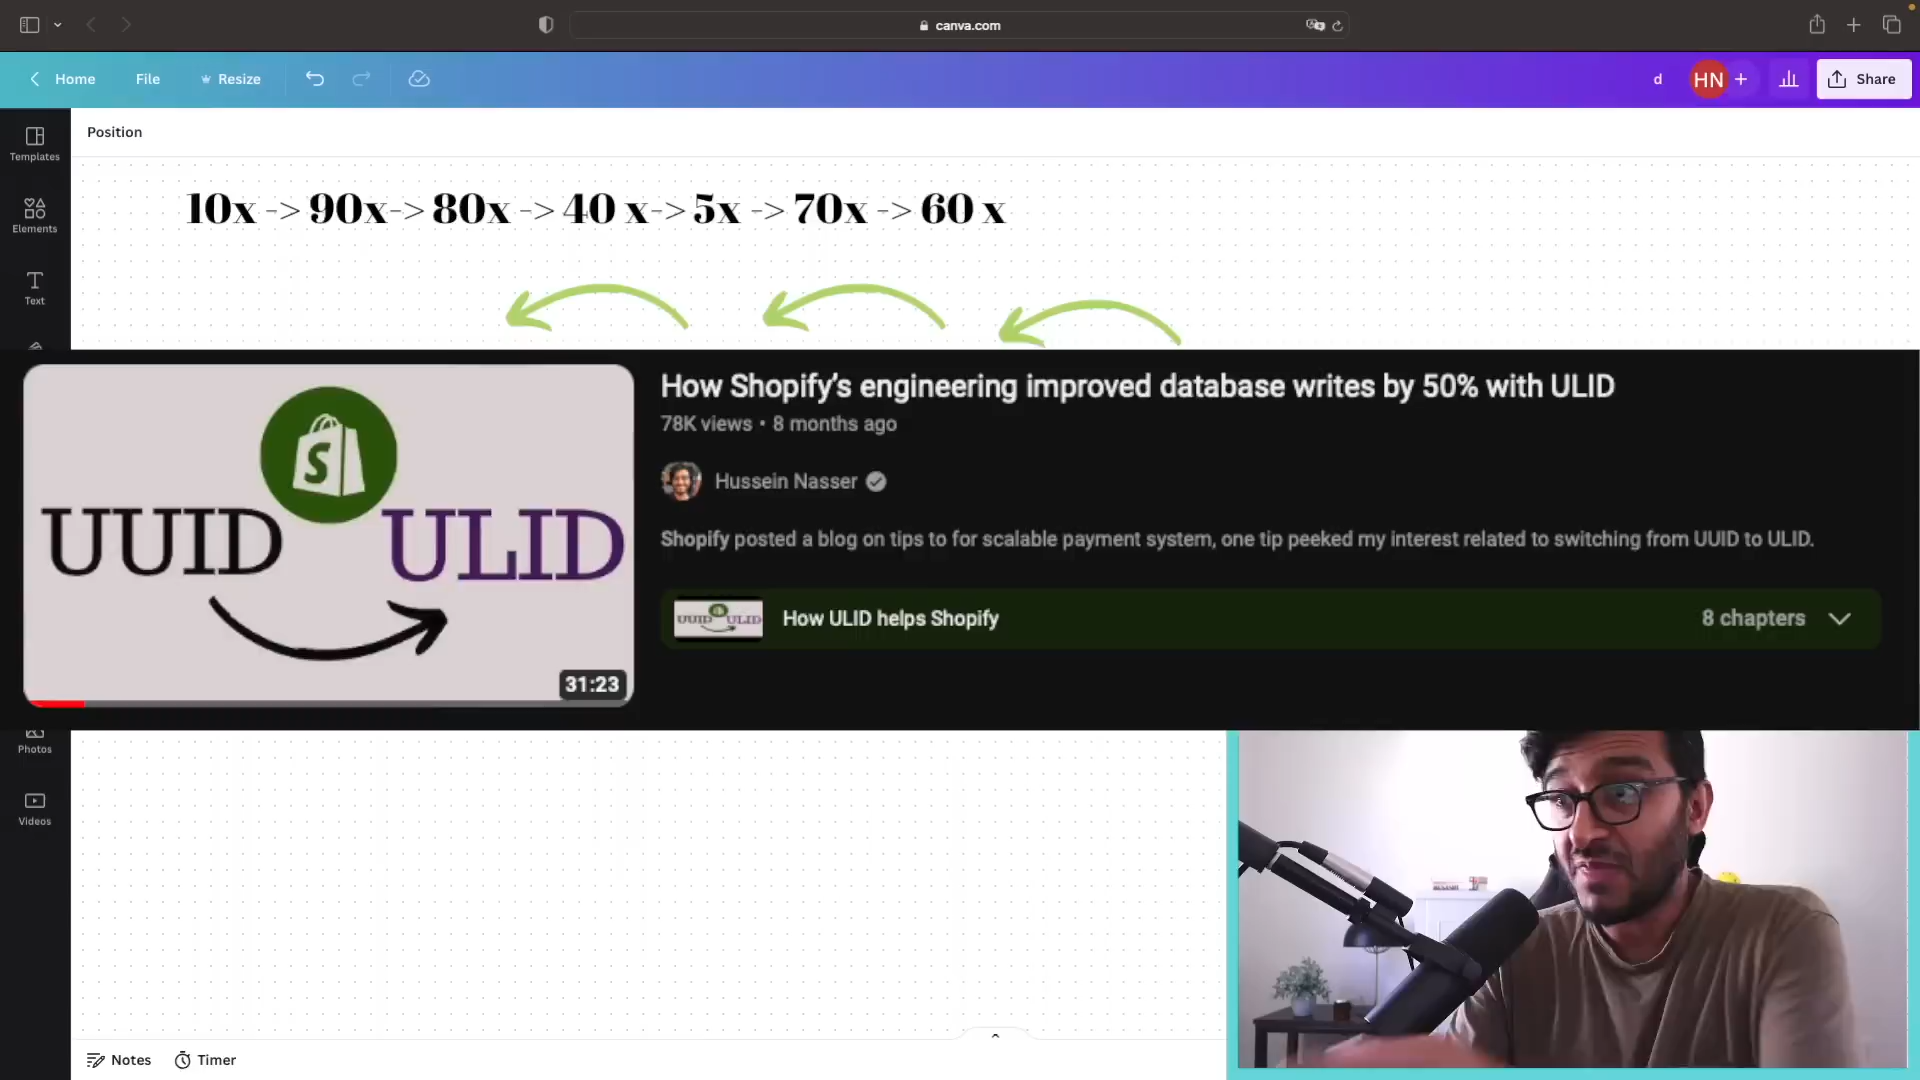 canva.com
Home
File
Resize
d
HN
Share
Templates
Position
10x -> 90x-> 80x -> 40 x-> 5x -> 70x -> 60 x
Elements
Text
How Shopify's engineering improved database writes by 50% with ULID
78K views • 8 months ago
S
Hussein Nasser
UUID
ULID
Shopify posted a blog on tips to for scalable payment system, one tip peeked my interest related to switching from UUID to ULID.
UUID ULID
How ULID helps Shopify
8 chapters
31:23
Photos
Videos
Notes
Timer